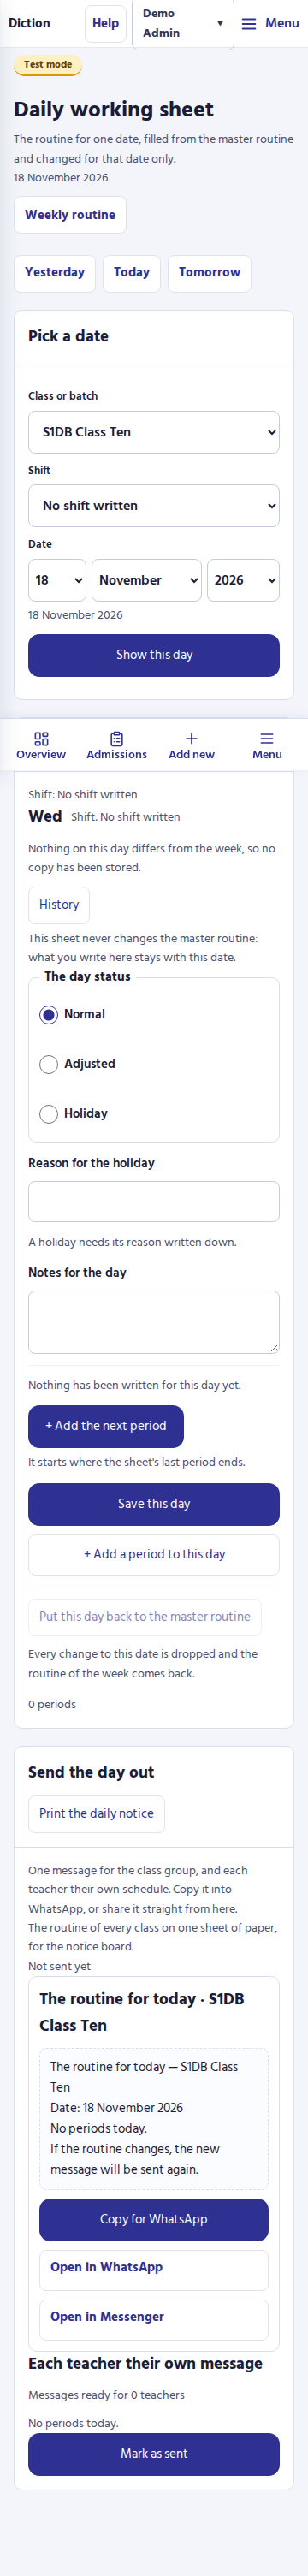 Diction
Help
Demo Admin
Menu
Test mode
Daily working sheet
The routine for one date, filled from the master routine
and changed for that date only.
18 November 2026
Weekly routine
Yesterday
Today
Tomorrow
Pick a date
Class or batch
S1DB Class Ten
Shift
No shift written
Date
18
November
2026
18 November 2026
Show this day
Overview
Admissions
Add new
Menu
Shift: No shift written
Wed Shift: No shift written
Nothing on this day differs from the week, so no
copy has been stored.
History
This sheet never changes the master routine:
what you write here stays with this date.
The day status
Normal
Adjusted
Holiday
Reason for the holiday
A holiday needs its reason written down.
Notes for the day
Nothing has been written for this day yet.
+ Add the next period
It starts where the sheet's last period ends.
Save this day
+ Add a period to this day
Put this day back to the master routine
Every change to this date is dropped and the
routine of the week comes back.
0 periods
Send the day out
Print the daily notice
One message for the class group, and each
teacher their own schedule. Copy it into
WhatsApp, or share it straight from here.
The routine of every class on one sheet of paper,
for the notice board.
Not sent yet
The routine for today · S1DB
Class Ten
The routine for today — S1DB Class
Ten
Date: 18 November 2026
No periods today.
If the routine changes, the new
message will be sent again.
Copy for WhatsApp
Open in WhatsApp
Open in Messenger
Each teacher their own message
Messages ready for 0 teachers
No periods today.
Mark as sent